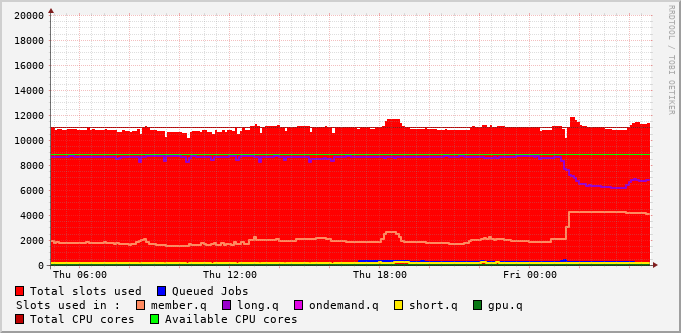 RRDTOOL / TOBI OETIKER
20000
18000
16000
14000
12000
10000
8000
6000
4000
2000
0
Thu 06:00 Thu 12:00 Thu 18:00 Fri 00:00
Total slots used Queued Jobs
Slots used in : member.q long.q ondemand.q short.q gpu.q
Total CPU cores Available CPU cores